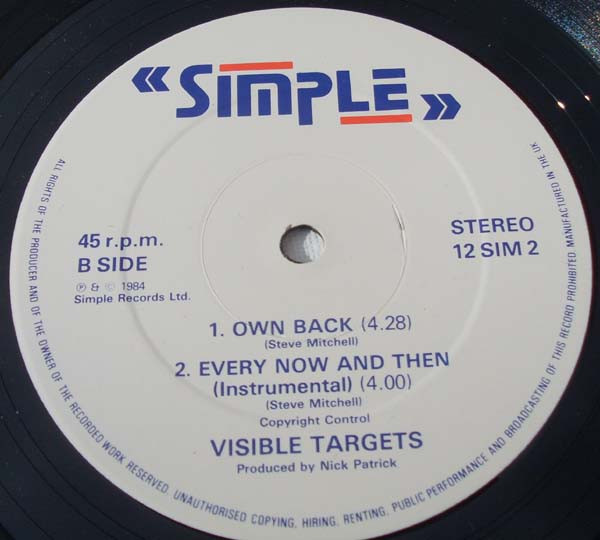 «SIMPLE»
45 r.p.m.
B SIDE
Ⓟ & © 1984
Simple Records Ltd.
STEREO
12 SIM 2
1. OWN BACK (4.28)
(Steve Mitchell)
2. EVERY NOW AND THEN
(Instrumental) (4.00)
(Steve Mitchell)
Copyright Control
VISIBLE TARGETS
Produced by Nick Patrick
ALL RIGHTS OF THE PRODUCER AND OF THE OWNER OF THE RECORDED WORK RESERVED. UNAUTHORISED COPYING, HIRING, RENTING, PUBLIC PERFORMANCE AND BROADCASTING OF THIS RECORD PROHIBITED. MANUFACTURED IN THE UK